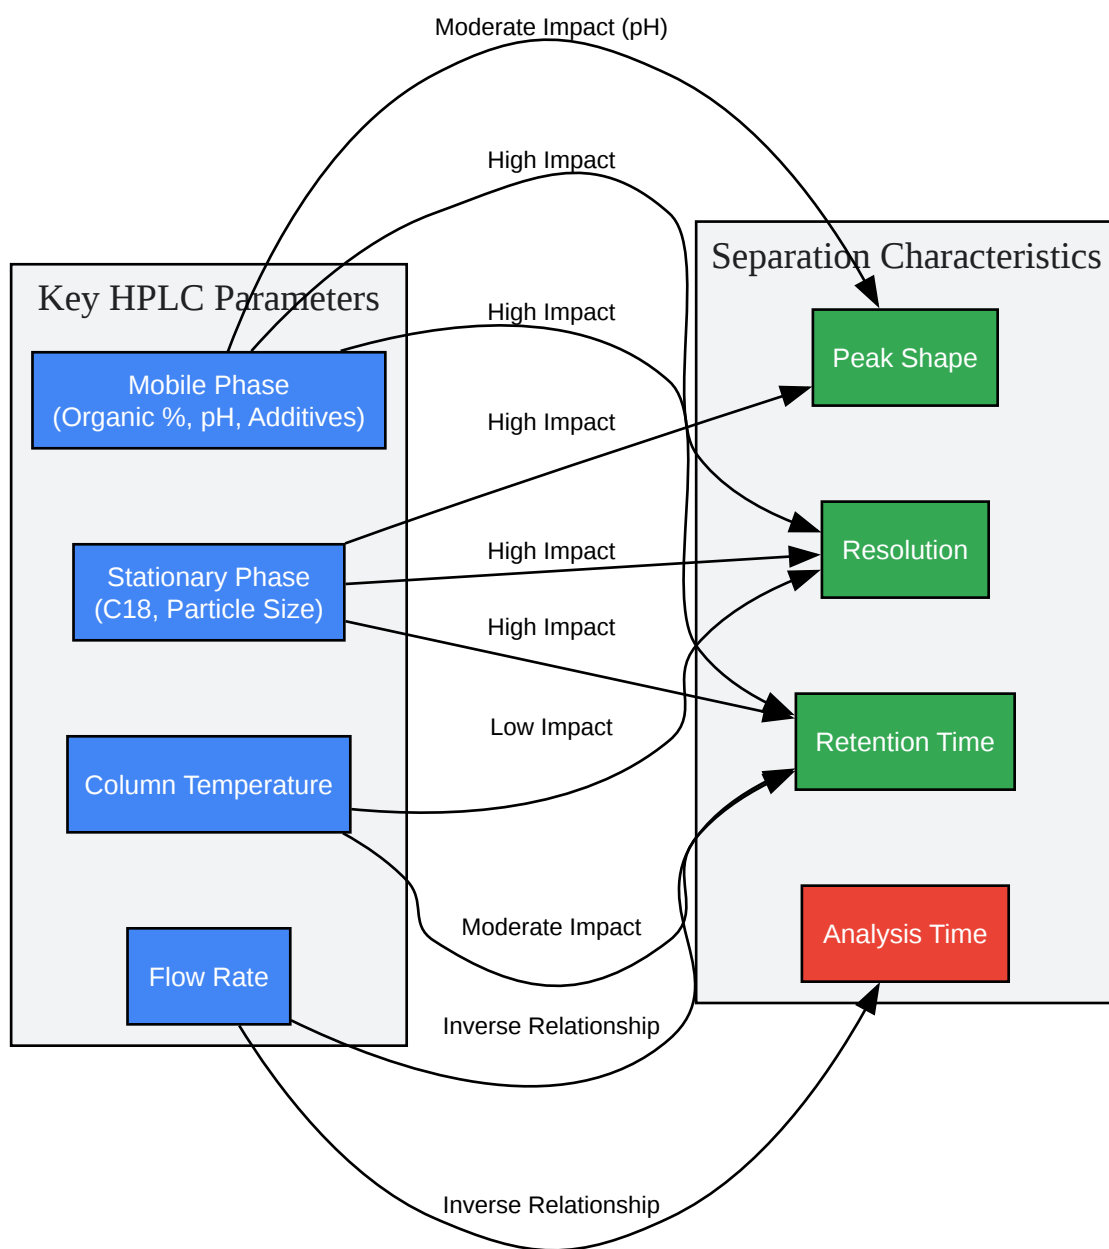 Moderate Impact (pH)
High Impact
Separation Characteristics
Key HPLC Parameters
High Impact
Peak Shape
Mobile Phase
(Organic %, pH, Additives)
High Impact
High Impact
Resolution
Stationary Phase
(C18, Particle Size)
High Impact
Low Impact
Retention Time
Column Temperature
Moderate Impact
Analysis Time
Flow Rate
Inverse Relationship
Inverse Relationship